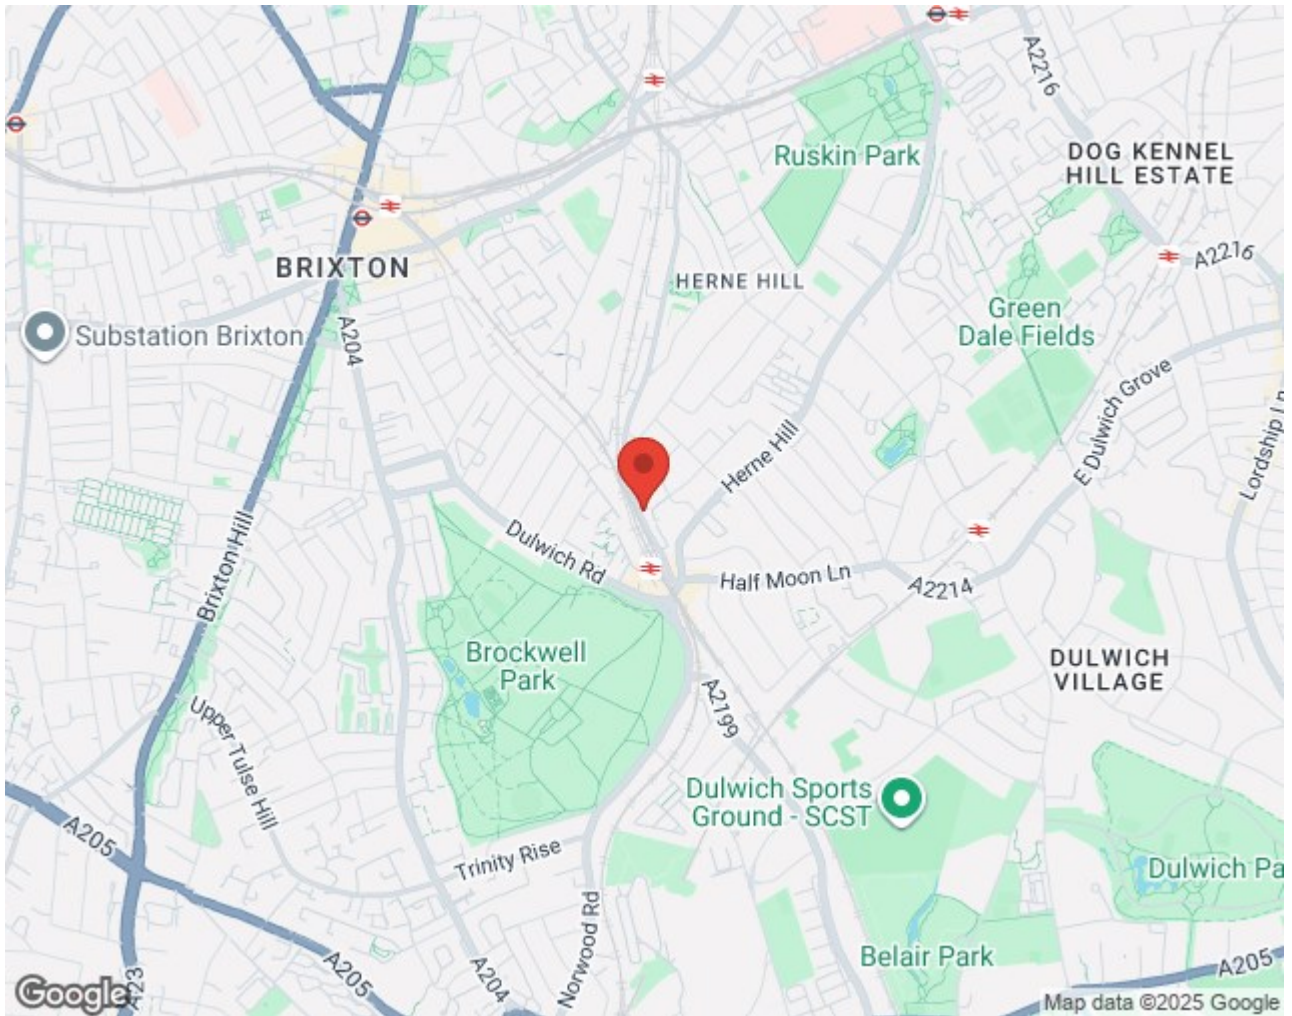 A2216
Ruskin Park
DOG KENNEL
HILL ESTATE
BRIXTON
HERNE HILL
A2216
Green
Dale Fields
Substation Brixton
A204
E Dulwich Grove
Lordship Ln
Herne Hill
Brixton Hill
Dulwich Rd
Half Moon Ln
A2214
Brockwell
Park
DULWICH
VILLAGE
A2199
Upper Tulse Hill
Dulwich Sports
Ground - SCST
A205
Trinity Rise
Dulwich Pa
Norwood Rd
Belair Park
A205
A205
A204
A23
Google
Map data ©2025 Google